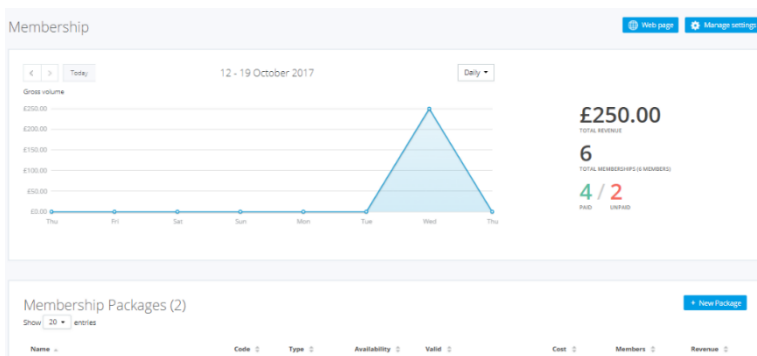 Membership
Web page
Manage settings
< > Today
12 - 19 October 2017
Daily
Gross volume
£250.00
£200.00
£150.00
£100.00
£50.00
£0.00
Thu Fri Sat Sun Mon Tue Wed Thu
£250.00
TOTAL REVENUE
6
TOTAL MEMBERSHIPS (6 MEMBERS)
4 / 2
PAID UNPAID
Membership Packages (2)
+ New Package
Show 20 entries
Name Code Type Availability Valid Cost Members Revenue